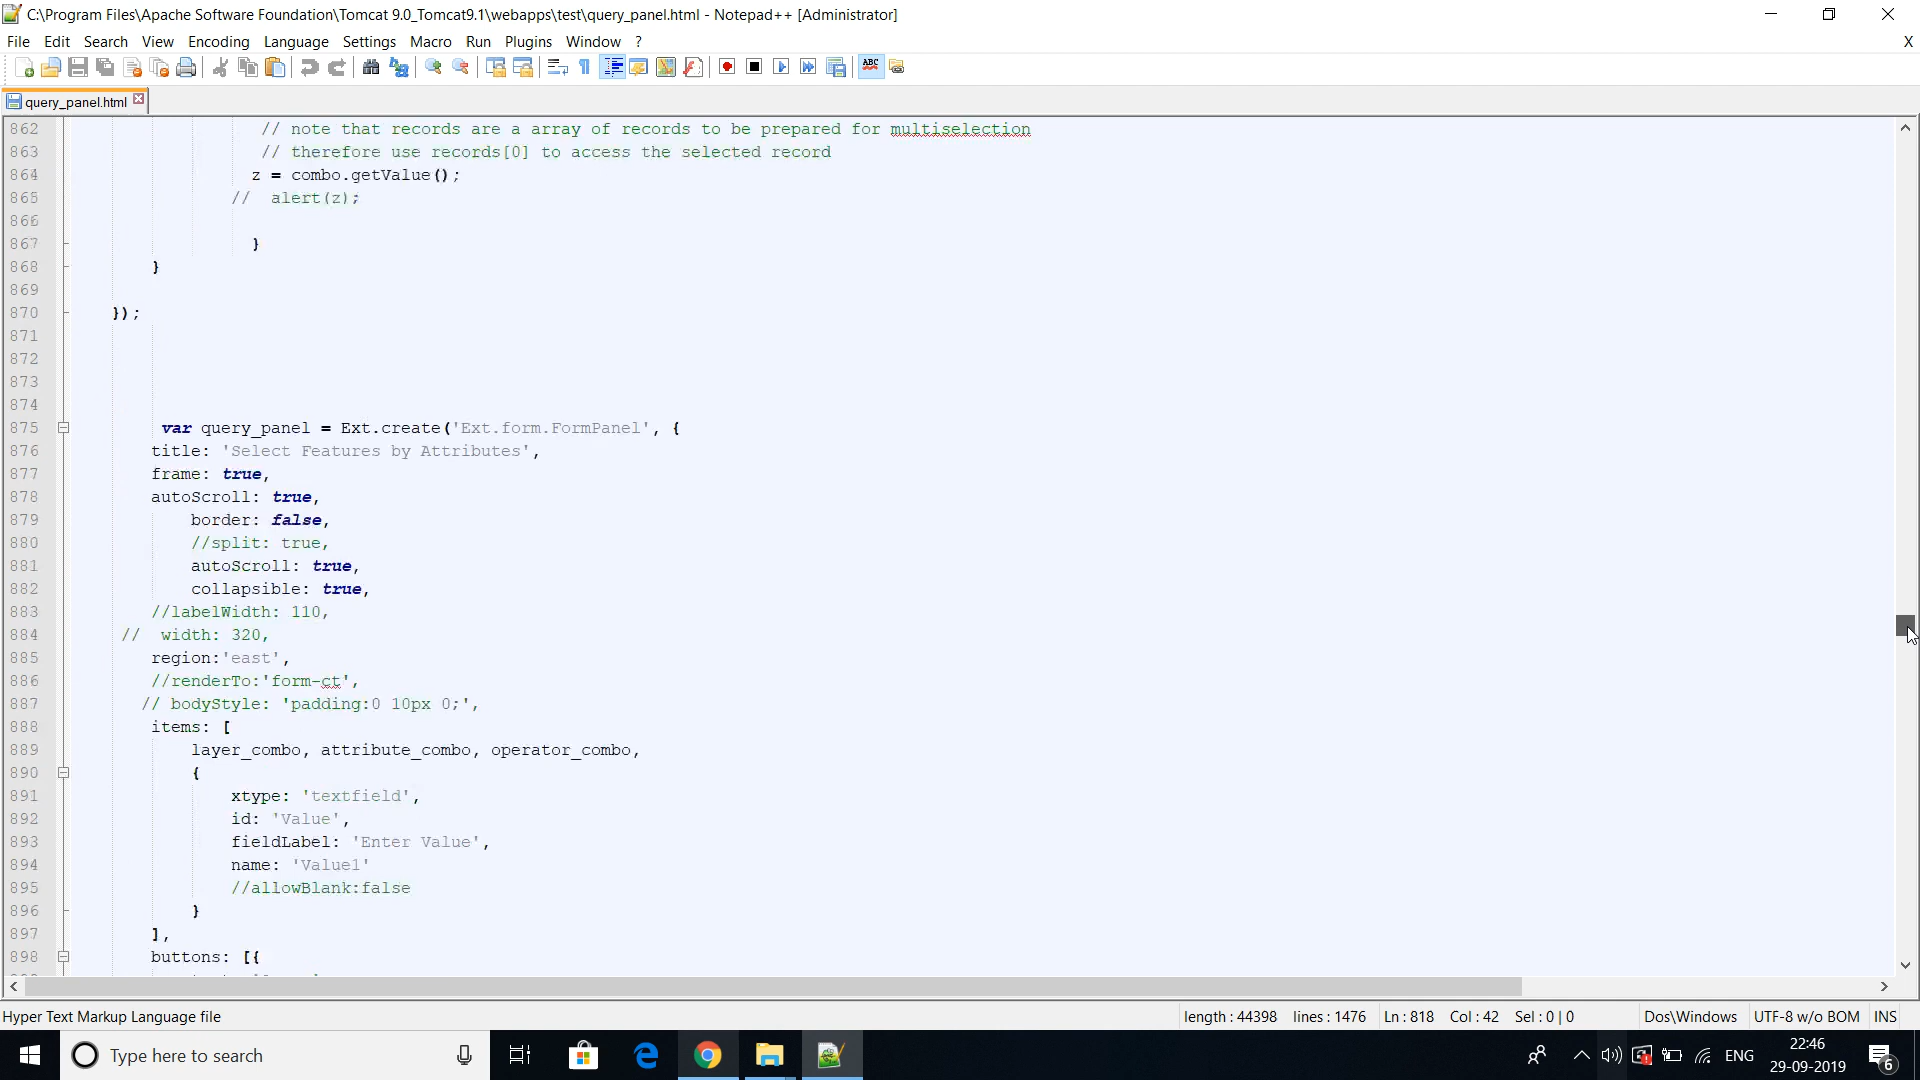 C:\Program Files\Apache Software Foundation\Tomcat 9.0_Tomcat9.1\webapps\test\query_panel.html - Notepad++ [Administrator]
File Edit Search View Encoding Language Settings Macro Run Plugins Window ? X
ABC
query_panel.html
862 // note that records are a array of records to be prepared for multiselection
863 // therefore use records[0] to access the selected record
864 z = combo.getValue();
865 // alert(z);
866
867 }
868 }
869
870 });
871
872
873
874
875 var query_panel = Ext.create('Ext.form.FormPanel', {
876 title: 'Select Features by Attributes',
877 frame: true,
878 autoScroll: true,
879 border: false,
880 //split: true,
881 autoScroll: true,
882 collapsible: true,
883 //labelWidth: 110,
884 // width: 320,
885 region:'east',
886 //renderTo:'form-ct',
887 // bodyStyle: 'padding:0 10px 0;',
888 items: [
889 layer_combo, attribute_combo, operator_combo,
890 {
891 xtype: 'textfield',
892 id: 'Value',
893 fieldLabel: 'Enter Value',
894 name: 'Value1'
895 //allowBlank:false
896 }
897 ],
898 buttons: [{
Hyper Text Markup Language file length : 44398 lines : 1476 Ln : 818 Col : 42 Sel : 0 | 0 Dos\Windows UTF-8 w/o BOM INS
Type here to search ENG 22:46
29-09-2019 6